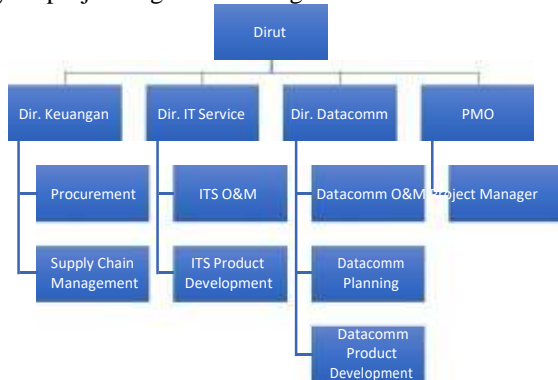 Dirut
Dir. Keuangan
Dir. IT Service
Dir. Datacomm
PMO
Procurement
ITS O&M
Datacomm O&M
Project Manager
Supply Chain
Management
ITS Product
Development
Datacomm
Planning
Datacomm
Product
Development